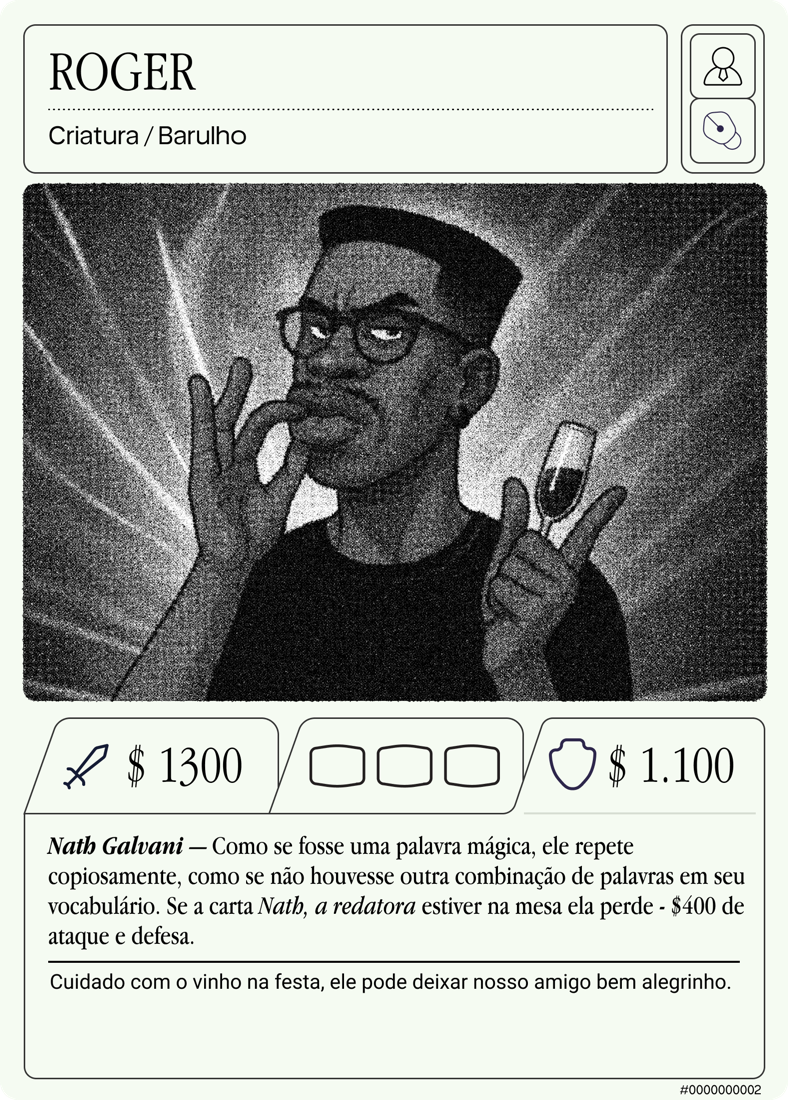 ROGER
Criatura / Barulho
$ 1300
$ 1.100
Nath Galvani — Como se fosse uma palavra mágica, ele repete
copiosamente, como se não houvesse outra combinação de palavras em seu
vocabulário. Se a carta Nath, a redatora estiver na mesa ela perde - $400 de
ataque e defesa.
Cuidado com o vinho na festa, ele pode deixar nosso amigo bem alegrinho.
#0000000002